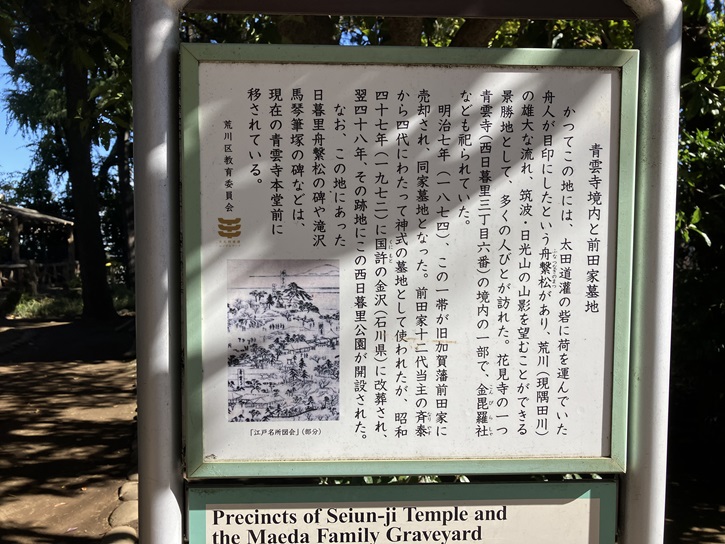 青雲寺境内と前田家墓地
かつてこの地には、太田道灌の砦に荷を運んでいた
舟人が目印にしたという舟繋松があり、荒川（現隅田川）
の雄大な流れ、筑波・日光山の山影を望むことができる
景勝地として、多くの人びとが訪れた。花見寺の一つ
青雲寺（西日暮里三丁目六番）の境内の一部で、金毘羅社
なども祀られていた。
明治七年（一八七四）、この一帯が旧加賀藩前田家に
売却され、同家墓地となった。前田家十二代当主の斉泰
から四代にわたって神式の墓地として使われたが、昭和
四十七年（一九七二）に国許の金沢（石川県）に改葬され、
翌四十八年、その跡地にこの西日暮里公園が開設された。
なお、この地にあった
日暮里舟繋松の碑や滝沢
馬琴筆塚の碑などは、
現在の青雲寺本堂前に
移されている。
荒川区教育委員会
「江戸名所図会」（部分）
Precincts of Seiun-ji Temple and
the Maeda Family Graveyard